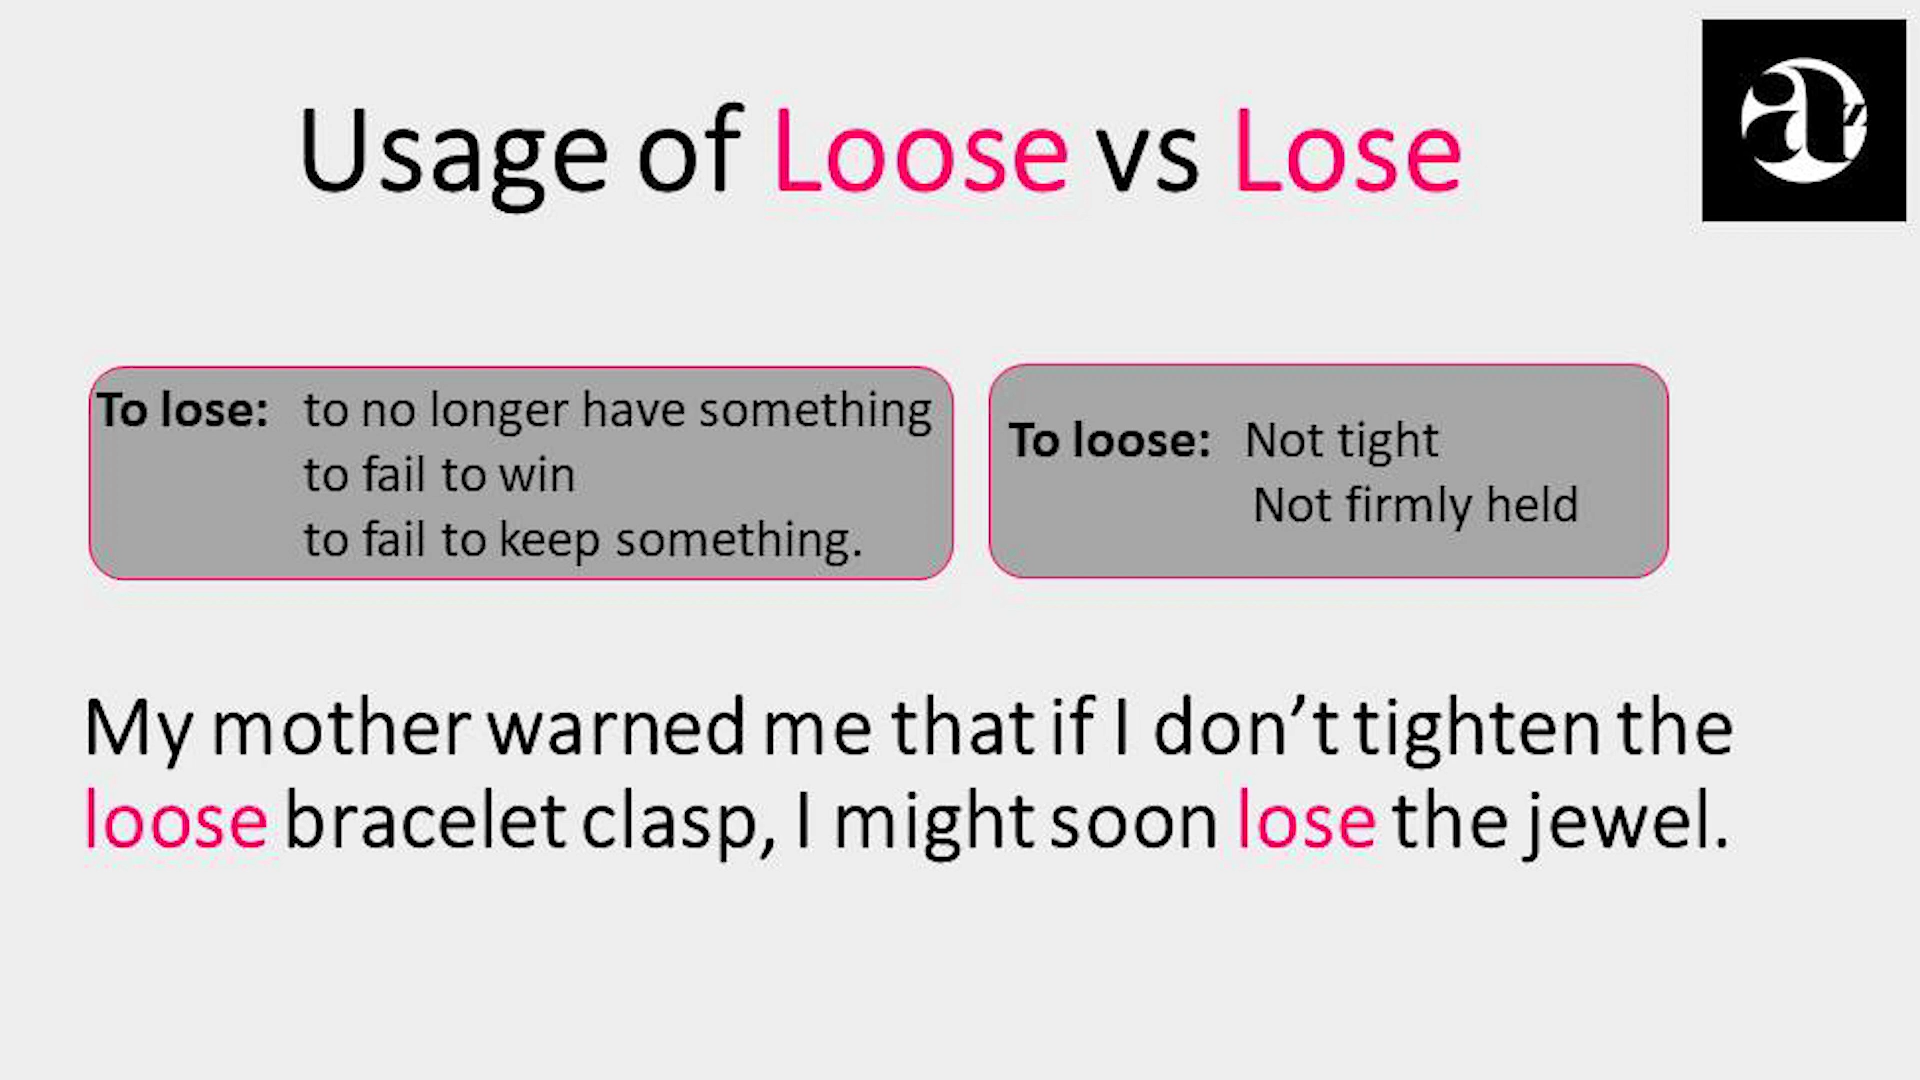 Usage of Loose vs Lose
To lose: to no longer have something
to fail to win
to fail to keep something.
To loose: Not tight
Not firmly held
My mother warned me that if I don’t tighten the
loose bracelet clasp, I might soon lose the jewel.